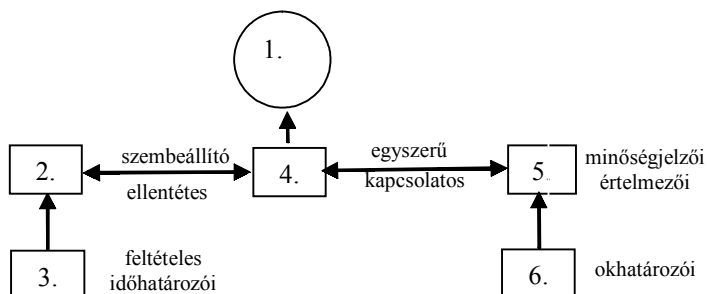 1.
2.
szembeállító
ellentétes
4.
egyszerű
kapcsolatos
5.
minőségjelzői
értelmezői
3.
feltételes
időhatározói
6.
okhatározói